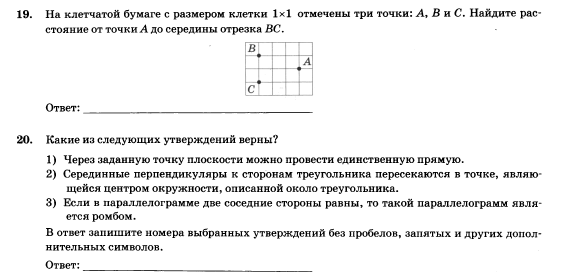 19. На клетчатой бумаге с размером клетки 1×1 отмечены три точки: A, B и C. Найдите рас-
стояние от точки A до середины отрезка BC.
B
A
C
Ответ:
20. Какие из следующих утверждений верны?
1) Через заданную точку плоскости можно провести единственную прямую.
2) Серединные перпендикуляры к сторонам треугольника пересекаются в точке, являю-
щейся центром окружности, описанной около треугольника.
3) Если в параллелограмме две соседние стороны равны, то такой параллелограмм явля-
ется ромбом.
В ответ запишите номера выбранных утверждений без пробелов, запятых и других допол-
нительных символов.
Ответ: